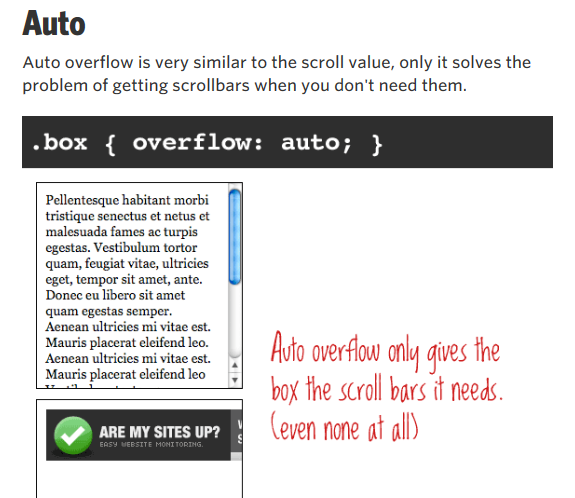 Auto
Auto overflow is very similar to the scroll value, only it solves the
problem of getting scrollbars when you don't need them.
.box { overflow: auto; }
Pellentesque habitant morbi
tristique senectus et netus et
malesuada fames ac turpis
egestas. Vestibulum tortor
quam, feugiat vitae, ultricies
eget, tempor sit amet, ante.
Donec eu libero sit amet
quam egestas semper.
Aenean ultricies mi vitae est.
Mauris placerat eleifend leo.
Aenean ultricies mi vitae est.
Mauris placerat eleifend leo
Auto overflow only gives the
box the scroll bars it needs.
(even none at all)
ARE MY SITES UP?
EASY WEBSITE MONITORING